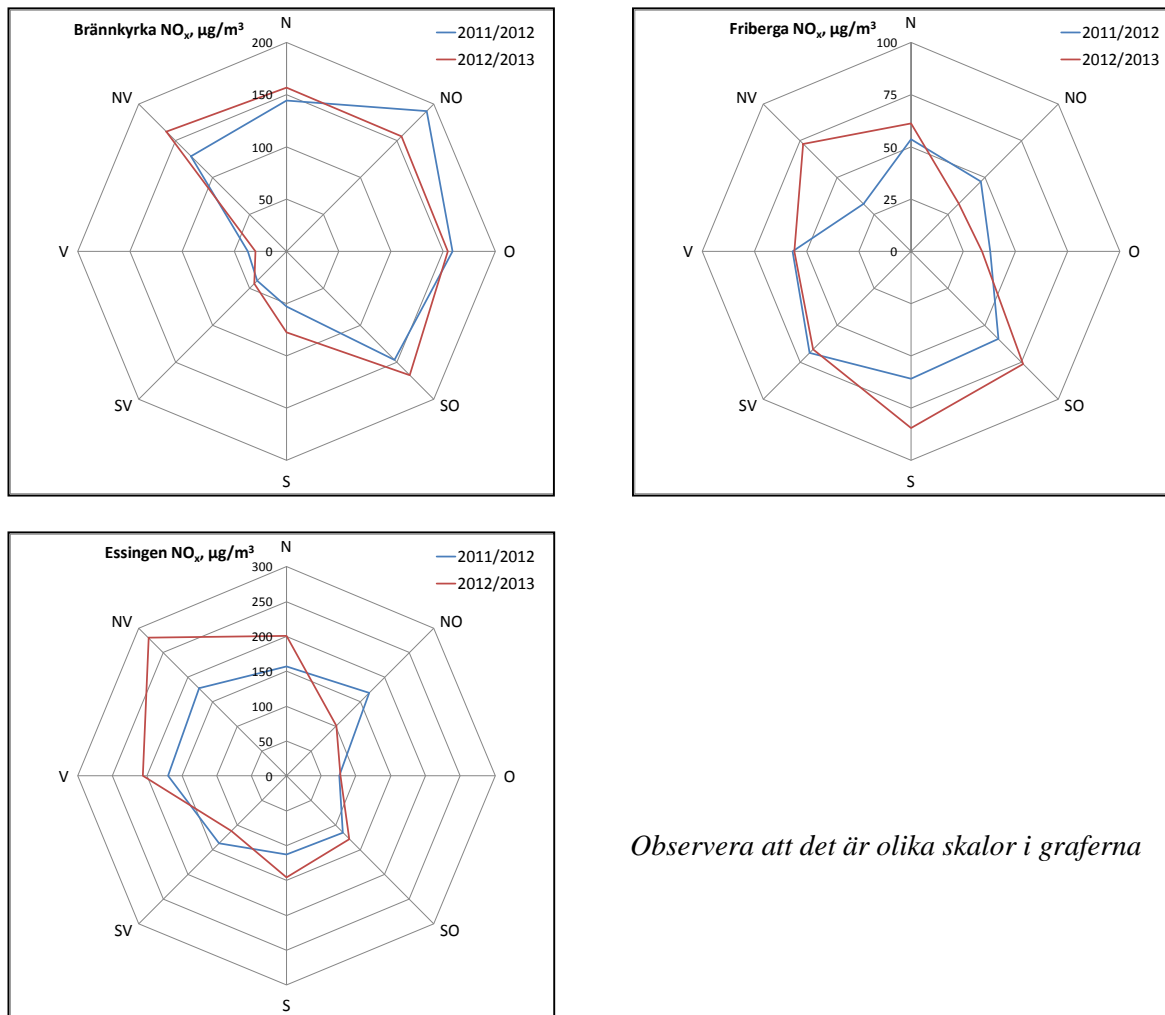 Brännkyrka NOx, µg/m³
N
2011/2012
2012/2013
200
150
100
50
0
NV
NO
V
O
SV
SO
S
Friberga NOx, µg/m³
N
2011/2012
2012/2013
100
75
50
25
0
NV
NO
V
O
SV
SO
S
Essingen NOx, µg/m³
N
2011/2012
2012/2013
300
250
200
150
100
50
0
NV
NO
V
O
SV
SO
S
Observera att det är olika skalor i graferna